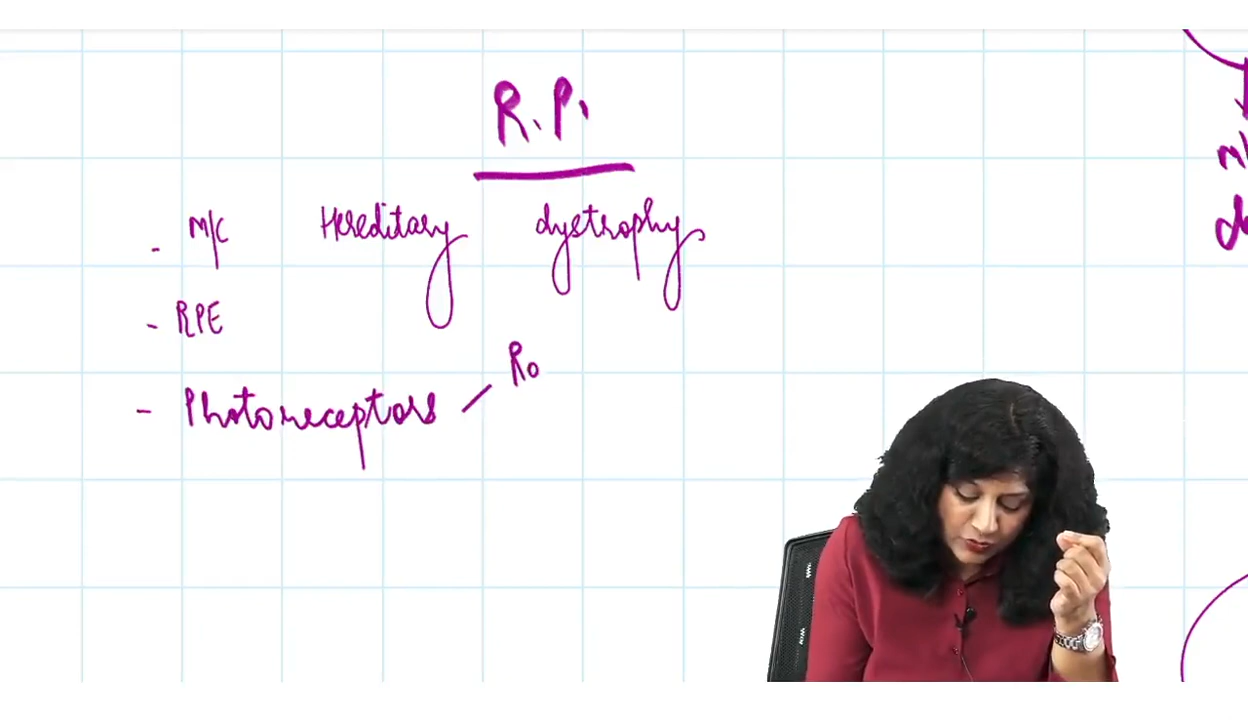 R.P.
- M/C Hereditary dystrophy
- RPE
- Photoreceptors - Ro